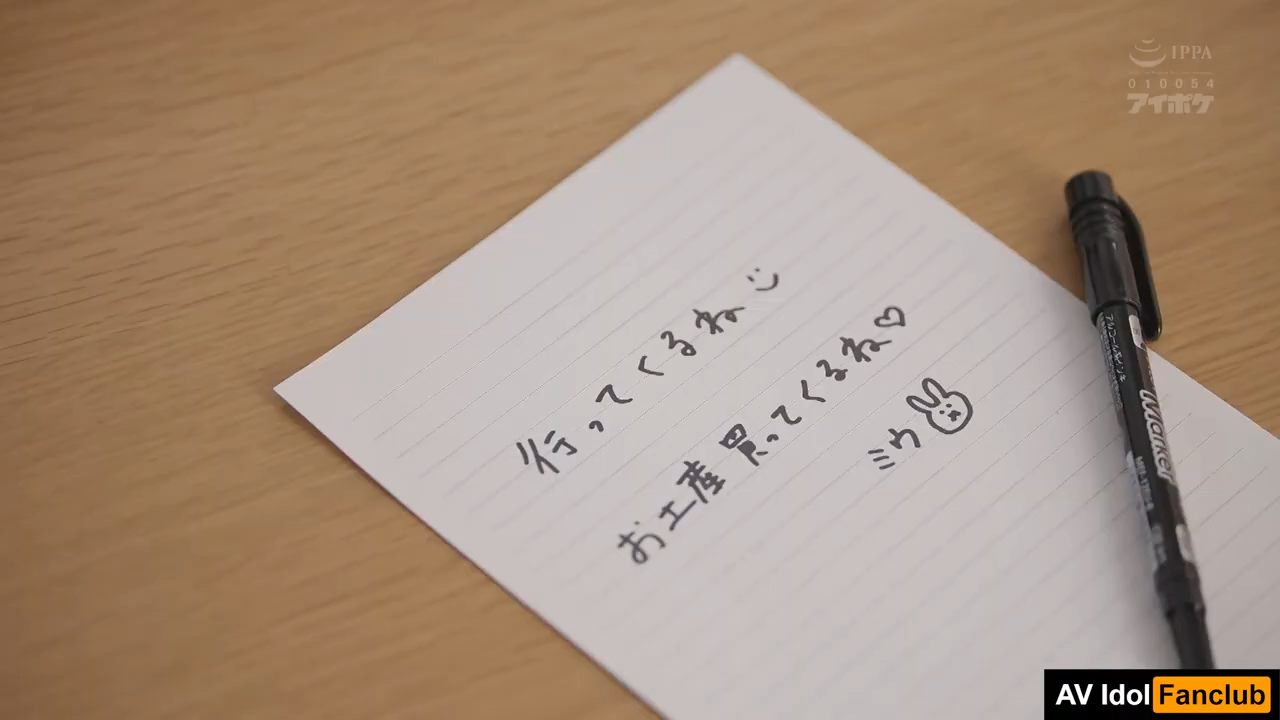 行ってくるね
お土産買ってくるね♡
ミウ
Marker
IPPA
010054
アイポケ
AV Idol Fanclub